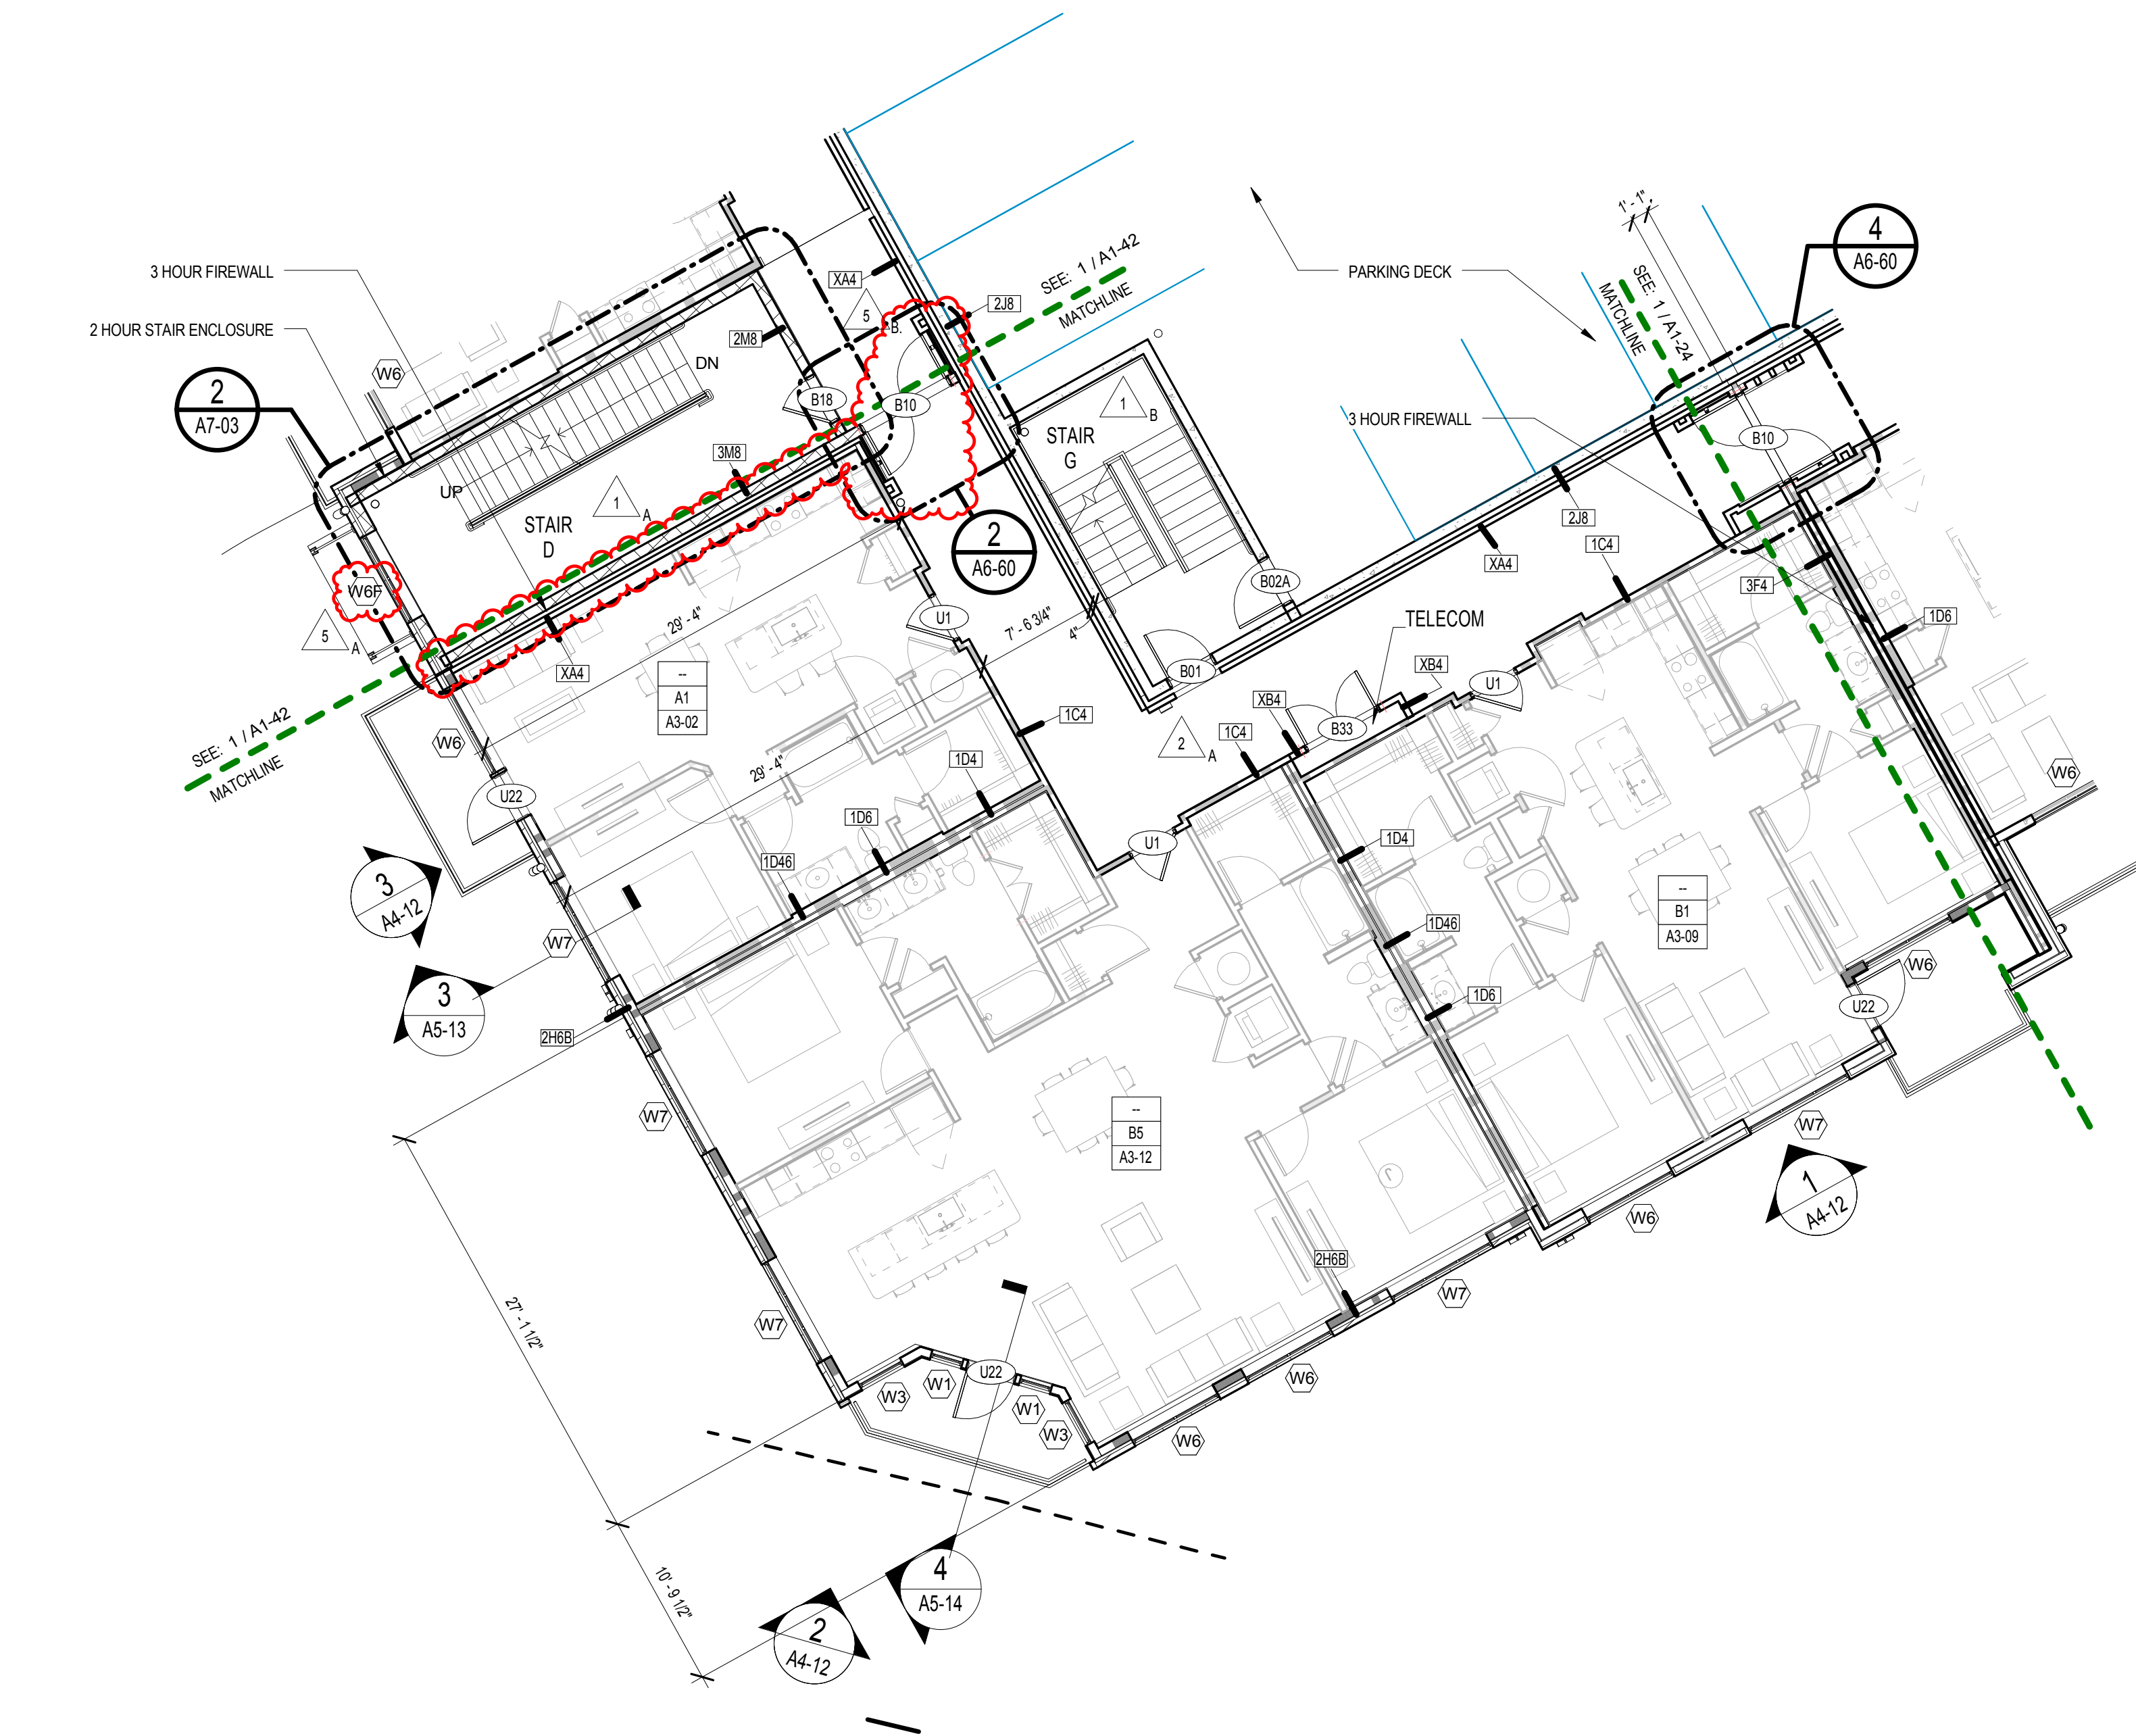 3 HOUR FIREWALL
2 HOUR STAIR ENCLOSURE
2
A7-03
W6
XA4
5
B.
2J8
2M8
DN
B18
B10
3M8
UP
STAIR
D
1
A
W6F
5
A
SEE: 1 / A1-42
MATCHLINE
STAIR
G
1
B
2
A6-60
PARKING DECK
1' - 1"
4
A6-60
SEE: 1 / A1-24
MATCHLINE
3 HOUR FIREWALL
B10
2J8
XA4
1C4
3F4
1D6
B02A
TELECOM
B01
XB4
XB4
B33
U1
1C4
2
A
4"
7' - 6 3/4"
U1
29' - 4"
XA4
--
A1
A3-02
29' - 4"
1C4
1D4
1D6
1D46
U1
SEE: 1 / A1-42
MATCHLINE
W6
U22
3
A4-12
W7
3
A5-13
2H6B
W7
1D4
1D46
1D6
--
B1
A3-09
W6
W6
U22
W7
1
A4-12
W6
--
B5
A3-12
2H6B
W7
W6
W6
W7
W3
W1
U22
W1
W3
27' - 1 1/2"
10' - 9 1/2"
4
A5-14
2
A4-12